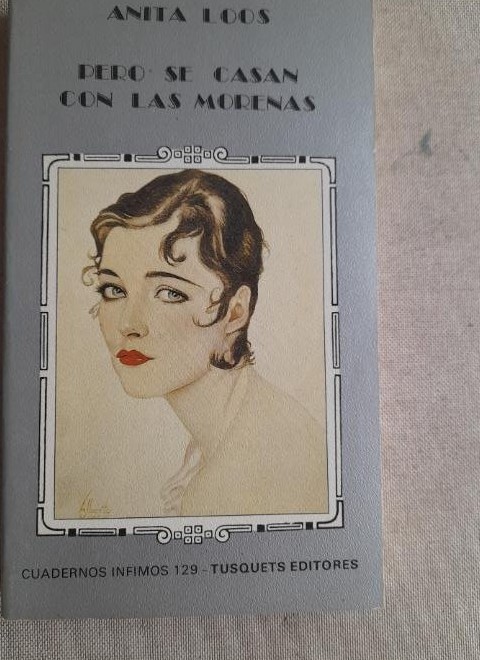 ANITA LOOS
PERO SE CASAN
CON LAS MORENAS
CUADERNOS INFIMOS 129 - TUSQUETS EDITORES